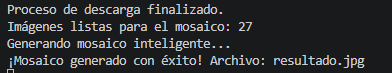 Proceso de descarga finalizado.
Imágenes listas para el mosaico: 27
Generando mosaico inteligente...
¡Mosaico generado con éxito! Archivo: resultado.jpg